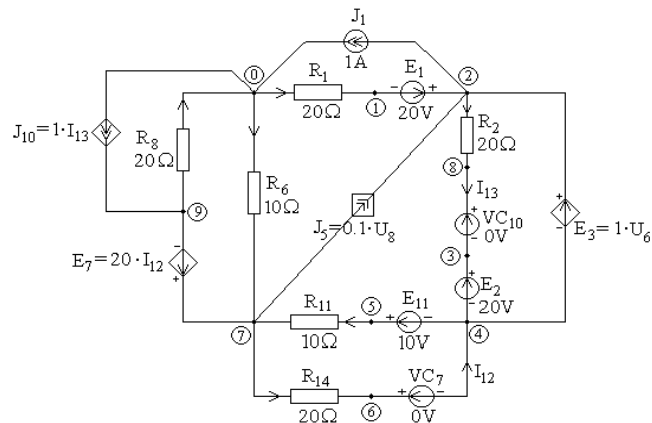 J1
1A
0
R1
20Ω
1
- E1 +
20V
2
J10=1·I13
R8
20Ω
R6
10Ω
R2
20Ω
8
I13
+
VC10
0V
-
+
-
E3=1·U6
J5=0.1·U8
9
-
E7=20·I12
+
3
+
E2
-
20V
7
R11
10Ω
5
+ E11 -
10V
4
R14
20Ω
6
+ VC7 -
0V
I12